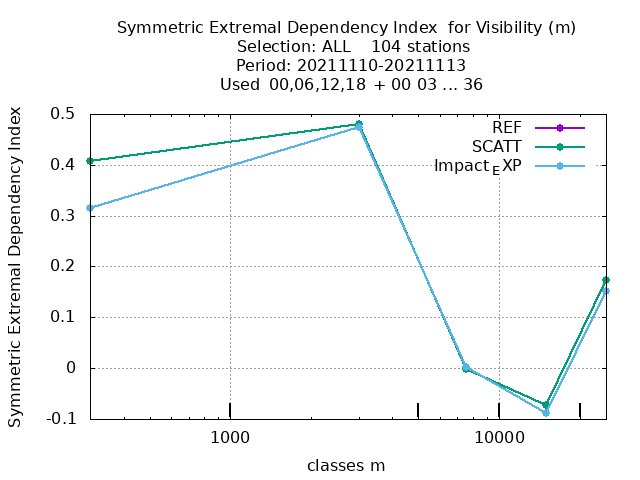 Symmetric Extremal Dependency Index  for Visibility (m)
Selection: ALL    104 stations
Period: 20211110-20211113
Used  00,06,12,18  + 00 03 ... 36
Symmetric Extremal Dependency Index
0.5
0.4
0.3
0.2
0.1
0
-0.1
REF
SCATT
Impact_EXP
1000
10000
classes m